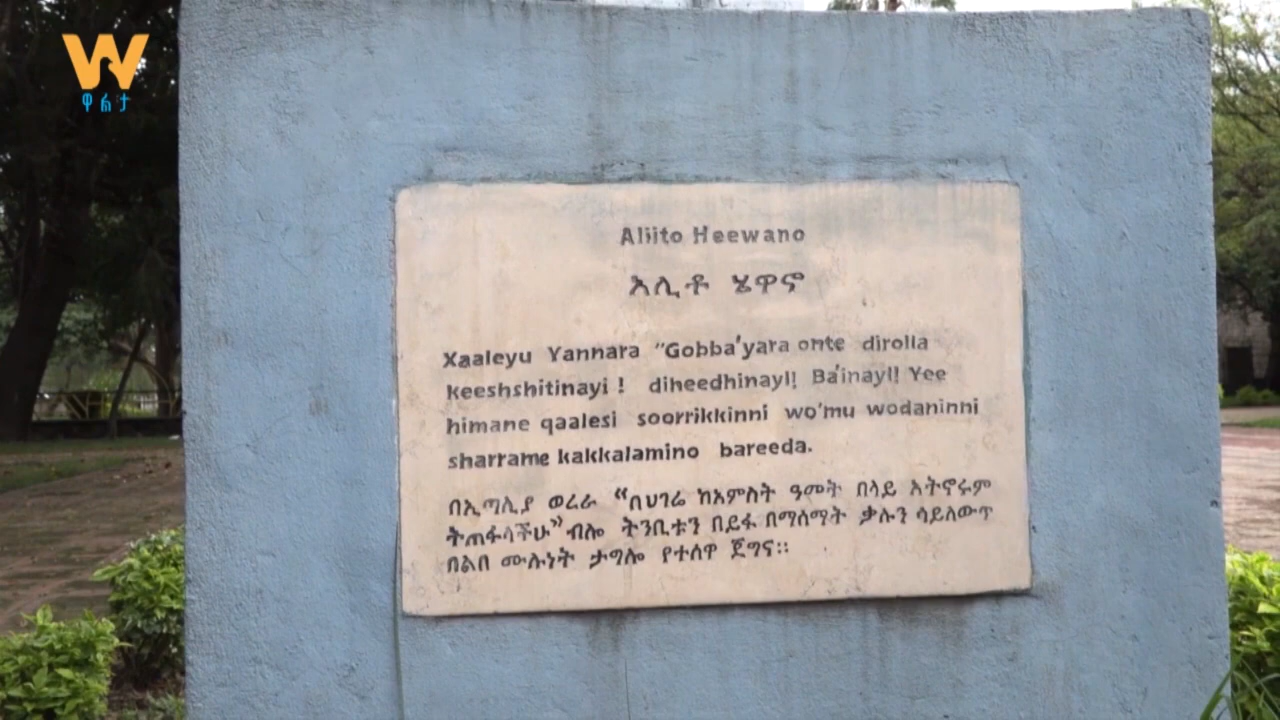 ዋልታ
Aliito Heewano
አሊቶ ሄዋኖ
Xaaleyu Yannara "Gobba'yara onte dirolla
keeshshitinayi ! diheedhinayi! Ba'inayi! Yee
himane qaalesi soorrikkinni wo'mu wodaninni
sharrame kakkalamino bareeda.
በኢጣሊያ ወረራ “በሀገሬ ከአምስት ዓመት በላይ አትኖሩም
ትጠፋላችሁ” ብሎ ትንቢቱን በይፋ በማሰማት ቃሉን ሳይለውጥ
በልበ ሙሉነት ታግሎ የተሰዋ ጀግና።